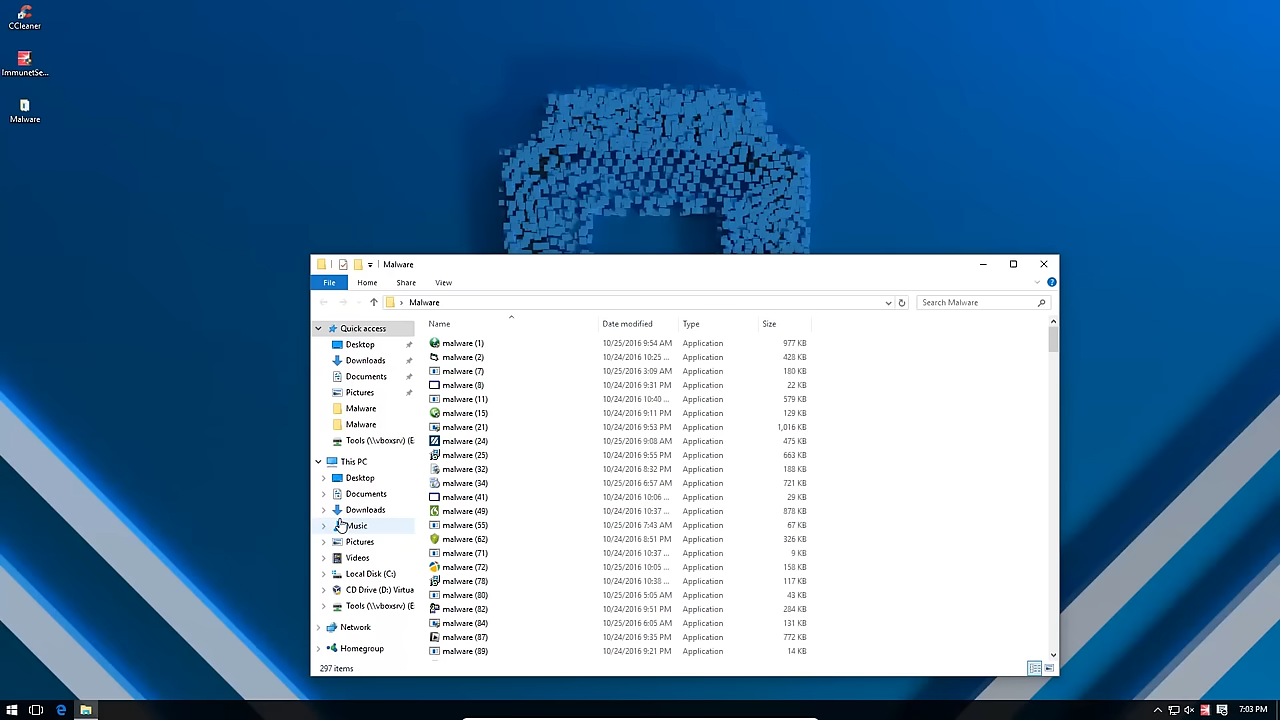 CCleaner
ImmunetSe...
Malware
Malware
File Home Share View
Malware
Search Malware
Name Date modified Type Size
Quick access
Desktop
Downloads
Documents
Pictures
Malware
Malware
Tools (\\vboxsrv) (E
This PC
Desktop
Documents
Downloads
Music
Pictures
Videos
Local Disk (C:)
CD Drive (D:) Virtua
Tools (\\vboxsrv) (E
Network
Homegroup
malware (1) 10/25/2016 9:54 AM Application 977 KB
malware (2) 10/24/2016 10:25 ... Application 428 KB
malware (7) 10/25/2016 3:09 AM Application 180 KB
malware (8) 10/24/2016 9:31 PM Application 22 KB
malware (11) 10/24/2016 10:40 ... Application 579 KB
malware (15) 10/24/2016 9:11 PM Application 129 KB
malware (21) 10/24/2016 9:53 PM Application 1,016 KB
malware (24) 10/25/2016 9:08 AM Application 475 KB
malware (25) 10/24/2016 9:55 PM Application 663 KB
malware (32) 10/24/2016 8:32 PM Application 188 KB
malware (34) 10/25/2016 6:57 AM Application 721 KB
malware (41) 10/24/2016 10:06 ... Application 29 KB
malware (49) 10/24/2016 10:37 ... Application 878 KB
malware (55) 10/25/2016 7:43 AM Application 67 KB
malware (62) 10/24/2016 8:51 PM Application 326 KB
malware (71) 10/24/2016 10:37 ... Application 9 KB
malware (72) 10/24/2016 10:05 ... Application 158 KB
malware (78) 10/24/2016 10:38 ... Application 117 KB
malware (80) 10/25/2016 5:05 AM Application 43 KB
malware (82) 10/24/2016 9:51 PM Application 284 KB
malware (84) 10/25/2016 6:05 AM Application 131 KB
malware (87) 10/24/2016 9:35 PM Application 772 KB
malware (89) 10/24/2016 9:21 PM Application 14 KB
297 items
7:03 PM